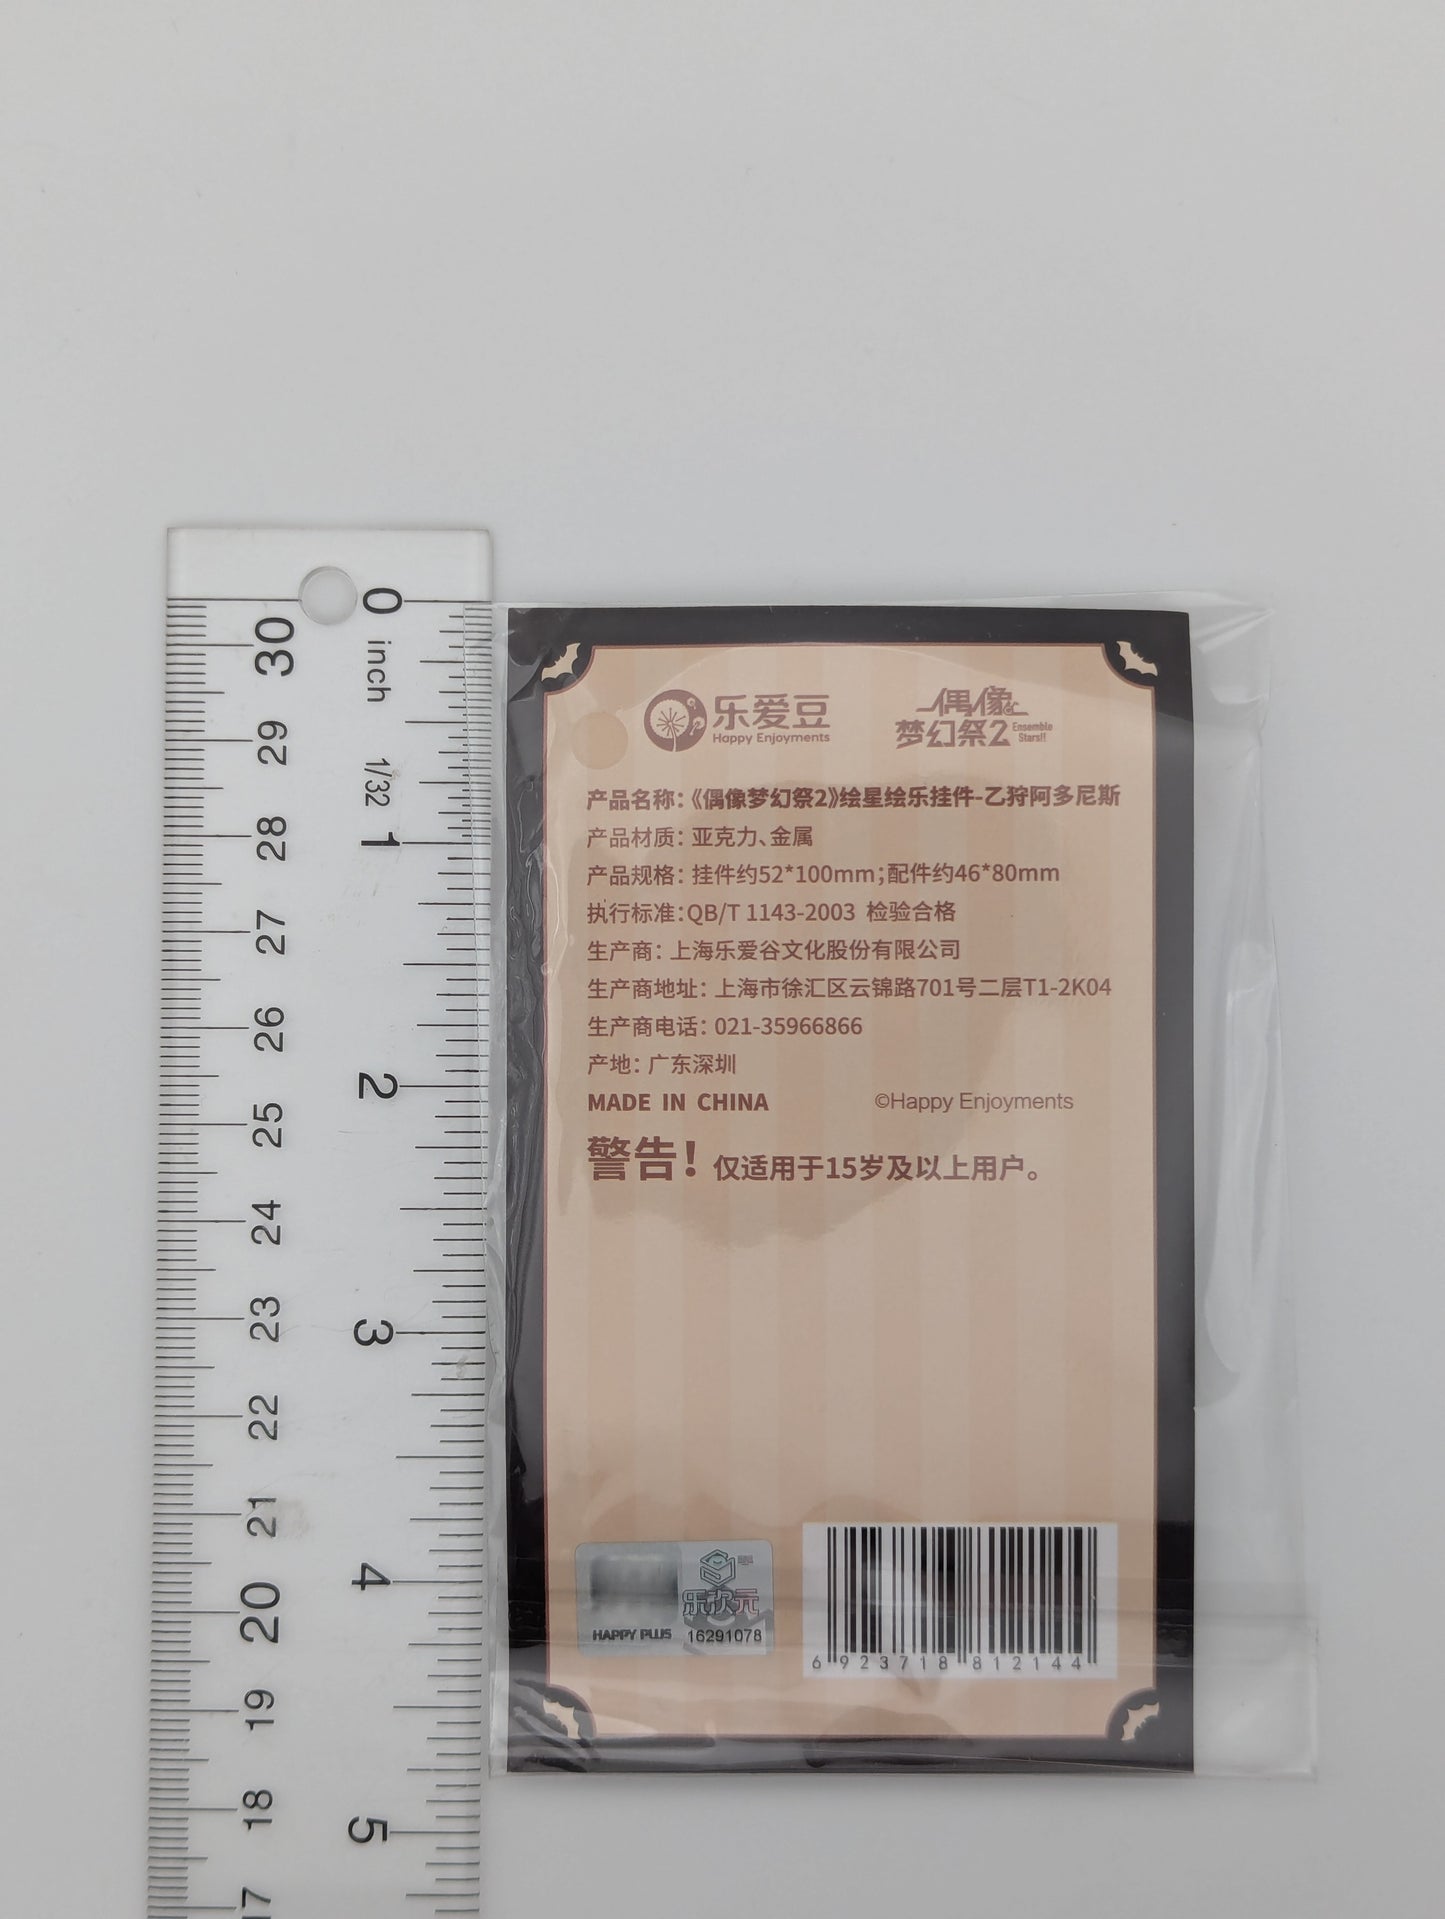 0
inch
1/32
1
2
3
4
5
30
29
28
27
26
25
24
23
22
21
20
19
18
17
乐爱豆
Happy Enjoyments
偶像
梦幻祭2
Ensemble
Stars!!
产品名称:《偶像梦幻祭2》绘星绘乐挂件-乙狩阿多尼斯
产品材质: 亚克力、金属
产品规格: 挂件约52*100mm;配件约46*80mm
执行标准:QB/T 1143-2003 检验合格
生产商: 上海乐爱谷文化股份有限公司
生产商地址: 上海市徐汇区云锦路701号二层T1-2K04
生产商电话: 021-35966866
产地: 广东深圳
MADE IN CHINA ©Happy Enjoyments
警告! 仅适用于15岁及以上用户。
乐次元
HAPPY PLUS 16291078
6 923718 812144